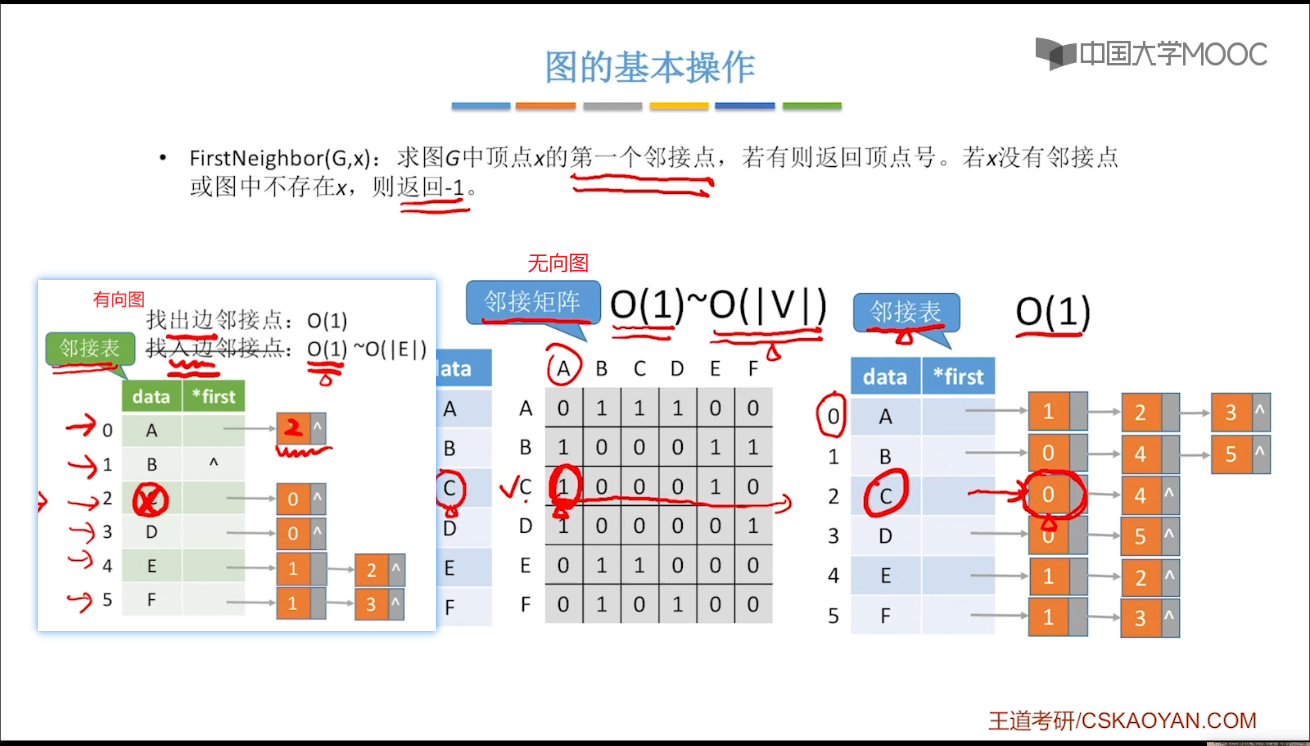 中国大学MOOC
图的基本操作
• FirstNeighbor(G,x)：求图G中顶点x的第一个邻接点，若有则返回顶点号。若x没有邻接点
或图中不存在x，则返回-1。
无向图
有向图
找出边邻接点：O(1)
找入边邻接点：O(1) ~O(|E|)
邻接表
data *first
0 A 2 ^
1 B ^
2 C 0 ^
3 D 0 ^
4 E 1 2 ^
5 F 1 3 ^
邻接矩阵 O(1)~O(|V|)
ata A B C D E F
A A 0 1 1 1 0 0
B B 1 0 0 0 1 1
C C 1 0 0 0 1 0
D D 1 0 0 0 0 1
E E 0 1 1 0 0 0
F F 0 1 0 1 0 0
邻接表 O(1)
data *first
0 A 1 2 3 ^
1 B 0 4 5 ^
2 C 0 4 ^
3 D 0 5 ^
4 E 1 2 ^
5 F 1 3 ^
王道考研/CSKAOYAN.COM